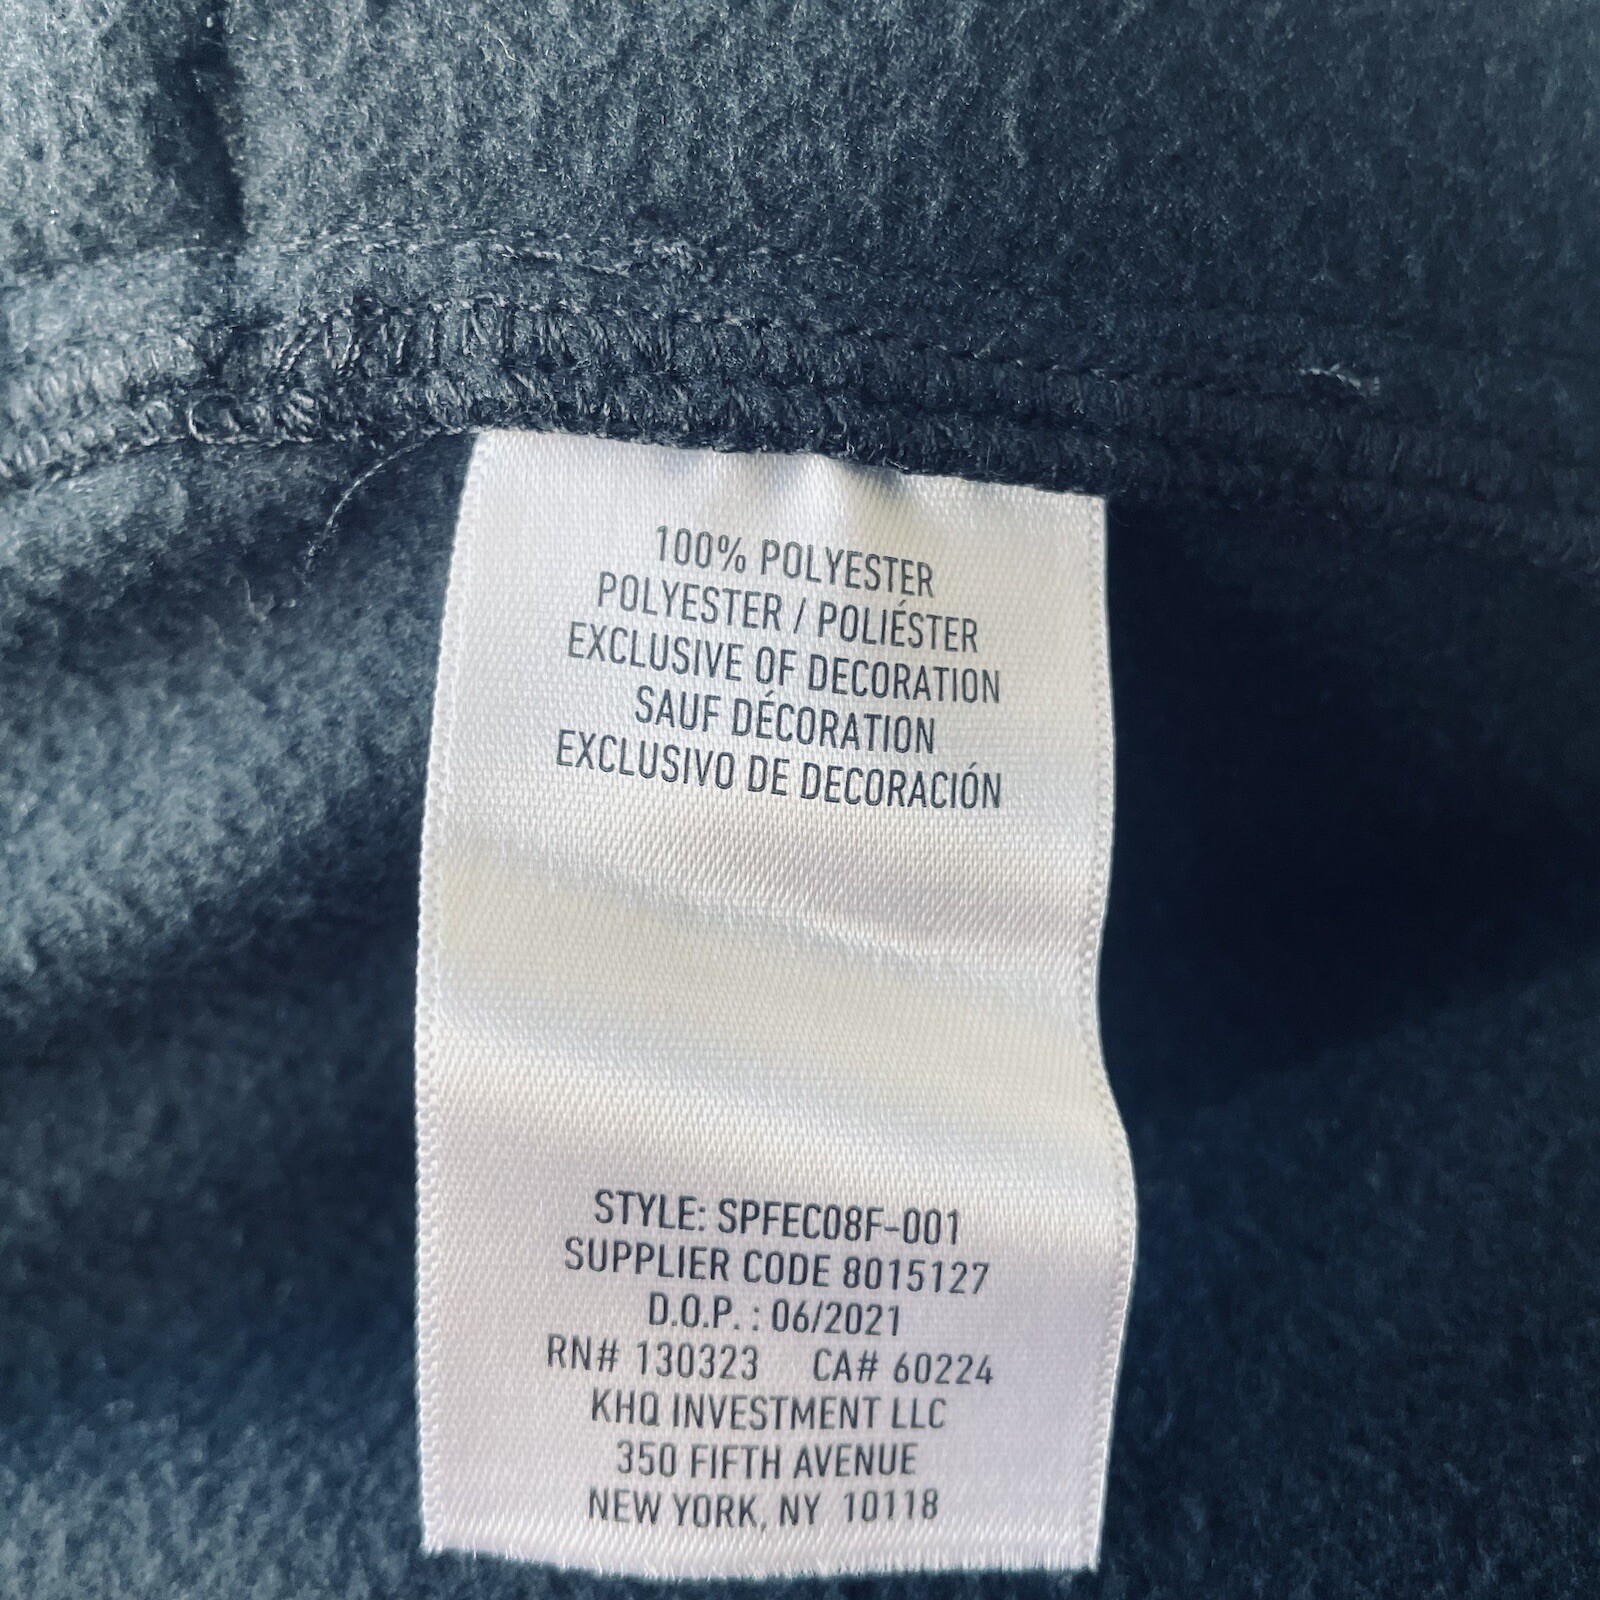 100% POLYESTER
POLYESTER / POLIÉSTER
EXCLUSIVE OF DECORATION
SAUF DÉCORATION
EXCLUSIVO DE DECORACIÓN
STYLE: SPFEC08F-001
SUPPLIER CODE 8015127
D.O.P. : 06/2021
RN# 130323 CA# 60224
KHQ INVESTMENT LLC
350 FIFTH AVENUE
NEW YORK, NY 10118